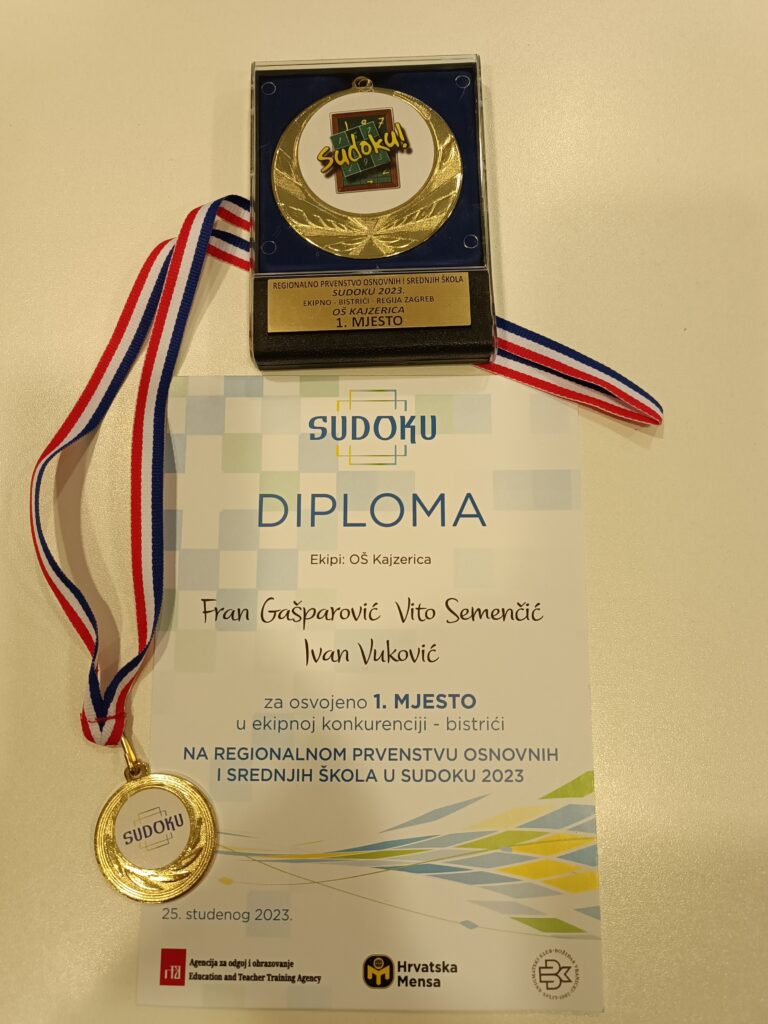 Sudoku!
REGIONALNO PRVENSTVO OSNOVNIH I SREDNJIH ŠKOLA
SUDOKU 2023.
EKIPNO - BISTRIĆI - REGIJA ZAGREB
OŠ KAJZERICA
1. MJESTO
SUDOKU
DIPLOMA
Ekipi: OŠ Kajzerica
Fran Gašparović Vito Semenčić
Ivan Vuković
za osvojeno 1. MJESTO
u ekipnoj konkurenciji - bistrići
NA REGIONALNOM PRVENSTVU OSNOVNIH
I SREDNJIH ŠKOLA U SUDOKU 2023
SUDOKU
25. studenog 2023.
Agencija za odgoj i obrazovanje
Education and Teacher Training Agency
Hrvatska
Mensa